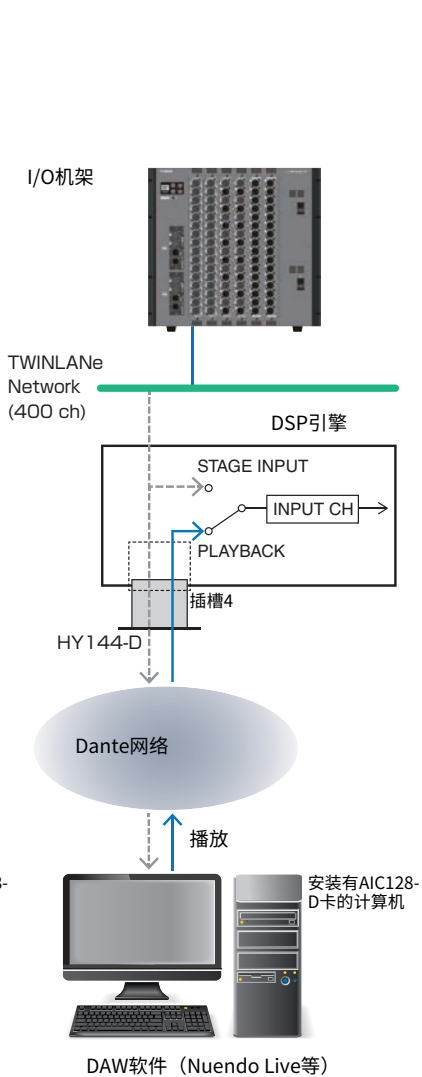 I/O机架
TWINLANe
Network
(400 ch)
DSP引擎
STAGE INPUT
INPUT CH
PLAYBACK
插槽4
HY144-D
Dante网络
播放
安装有AIC128-
D卡的计算机
DAW软件（Nuendo Live等）